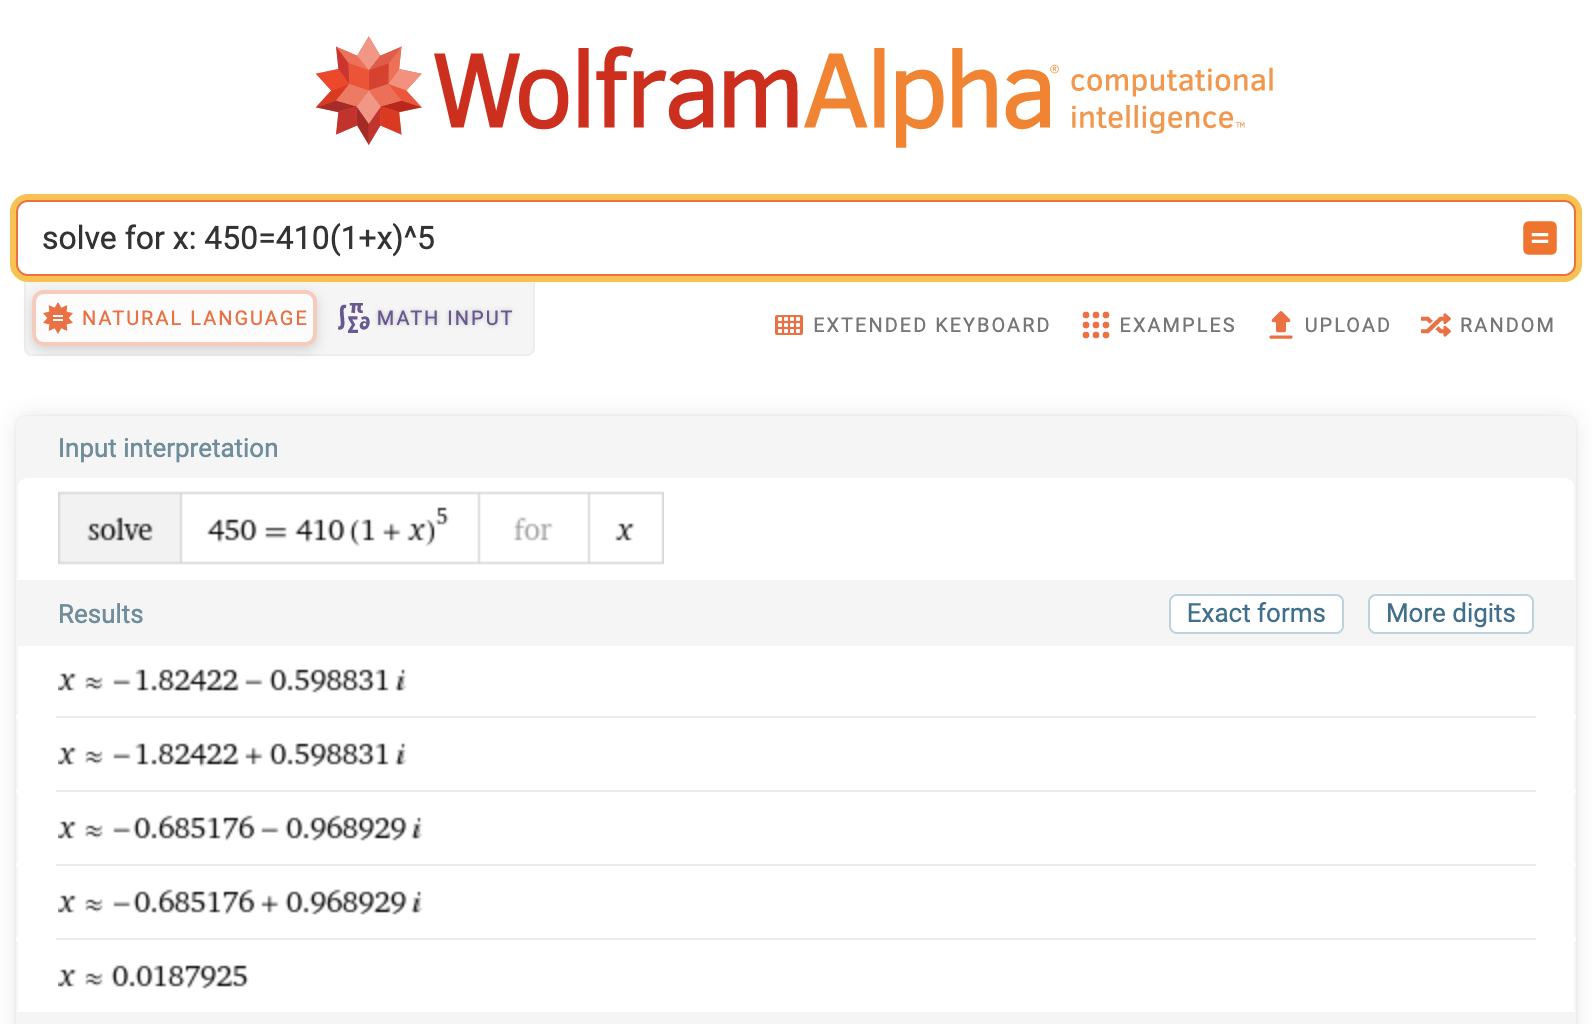 WolframAlpha® computational
intelligence™
solve for x: 450=410(1+x)^5
NATURAL LANGUAGE MATH INPUT EXTENDED KEYBOARD EXAMPLES UPLOAD RANDOM
Input interpretation
solve 450 = 410 (1 + x)⁵ for x
Results Exact forms More digits
x ≈ −1.82422 − 0.598831 i
x ≈ −1.82422 + 0.598831 i
x ≈ −0.685176 − 0.968929 i
x ≈ −0.685176 + 0.968929 i
x ≈ 0.0187925